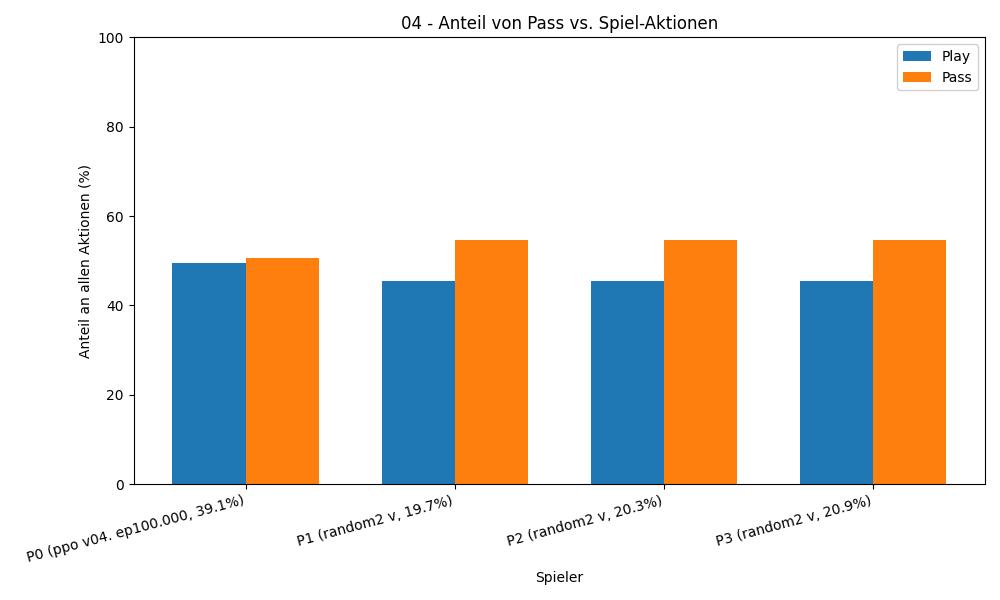 04 - Anteil von Pass vs. Spiel-Aktionen
Anteil an allen Aktionen (%)
100
80
60
40
20
0
Play
Pass
P0 (ppo v04. ep100.000, 39.1%)
P1 (random2 v, 19.7%)
P2 (random2 v, 20.3%)
P3 (random2 v, 20.9%)
Spieler